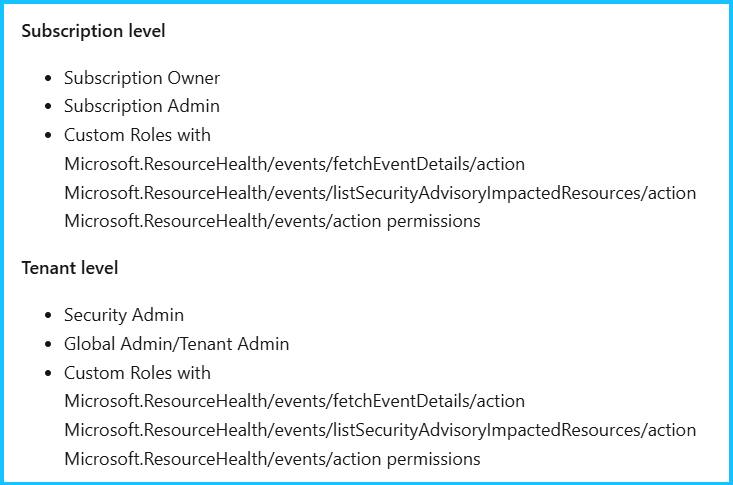 Subscription level
• Subscription Owner
• Subscription Admin
• Custom Roles with
Microsoft.ResourceHealth/events/fetchEventDetails/action
Microsoft.ResourceHealth/events/listSecurityAdvisoryImpactedResources/action
Microsoft.ResourceHealth/events/action permissions
Tenant level
• Security Admin
• Global Admin/Tenant Admin
• Custom Roles with
Microsoft.ResourceHealth/events/fetchEventDetails/action
Microsoft.ResourceHealth/events/listSecurityAdvisoryImpactedResources/action
Microsoft.ResourceHealth/events/action permissions